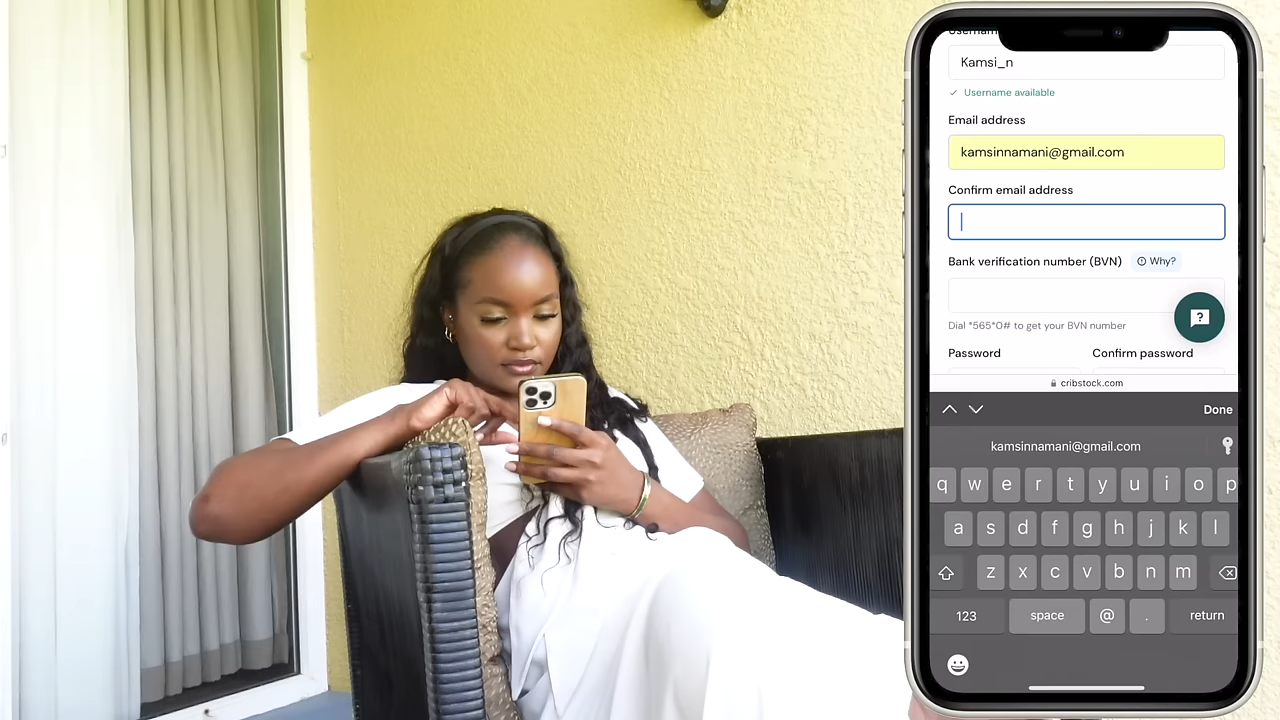 Username
Kamsi_n
Username available
Email address
kamsinnamani@gmail.com
Confirm email address
Bank verification number (BVN) Why?
Dial *565*0# to get your BVN number
Password Confirm password
cribstock.com
Done
kamsinnamani@gmail.com
q w e r t y u i o p
a s d f g h j k l
z x c v b n m
123 space @ . return